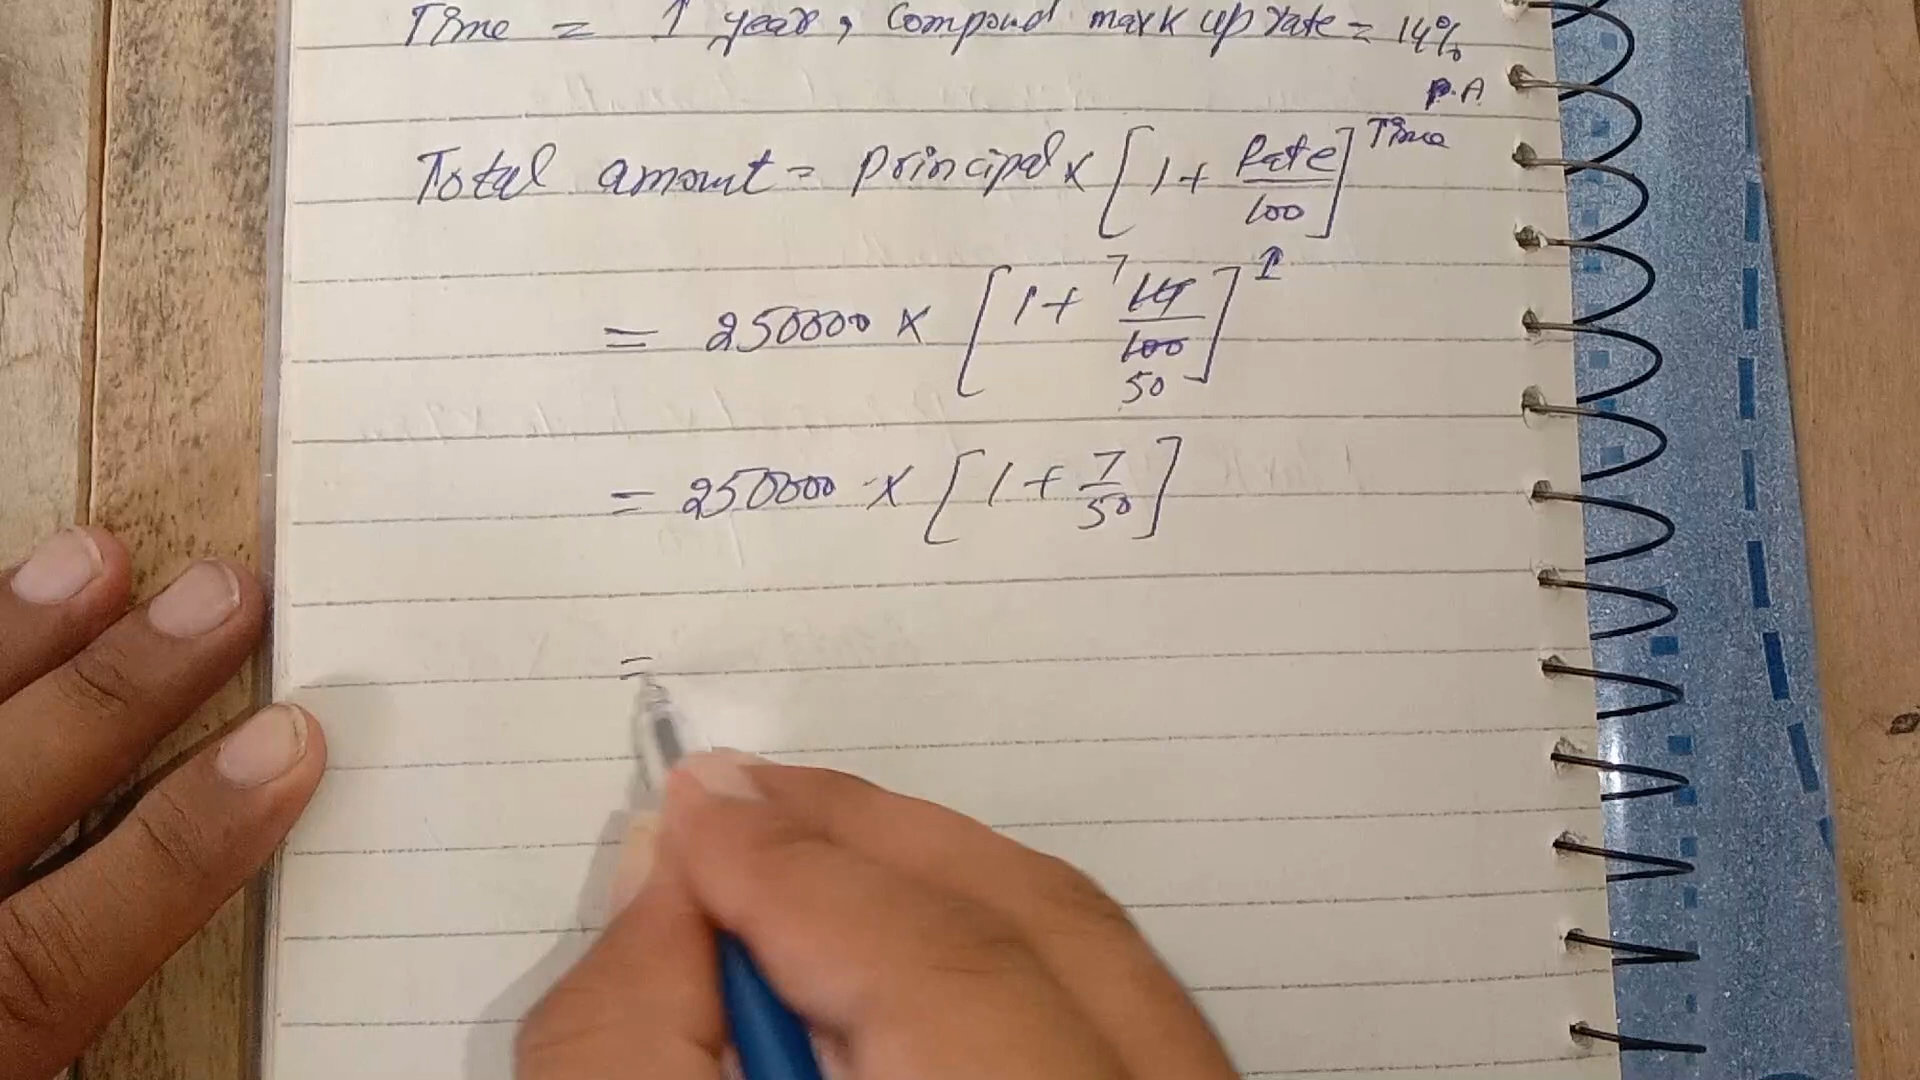 Time = 1 year, Compoud mark up rate = 14% P.A
Total amount = principal x [1 + Rate/100]^Time
= 250000 x [1 + 7 14/100 50]^1
= 250000 x [1 + 7/50]
=